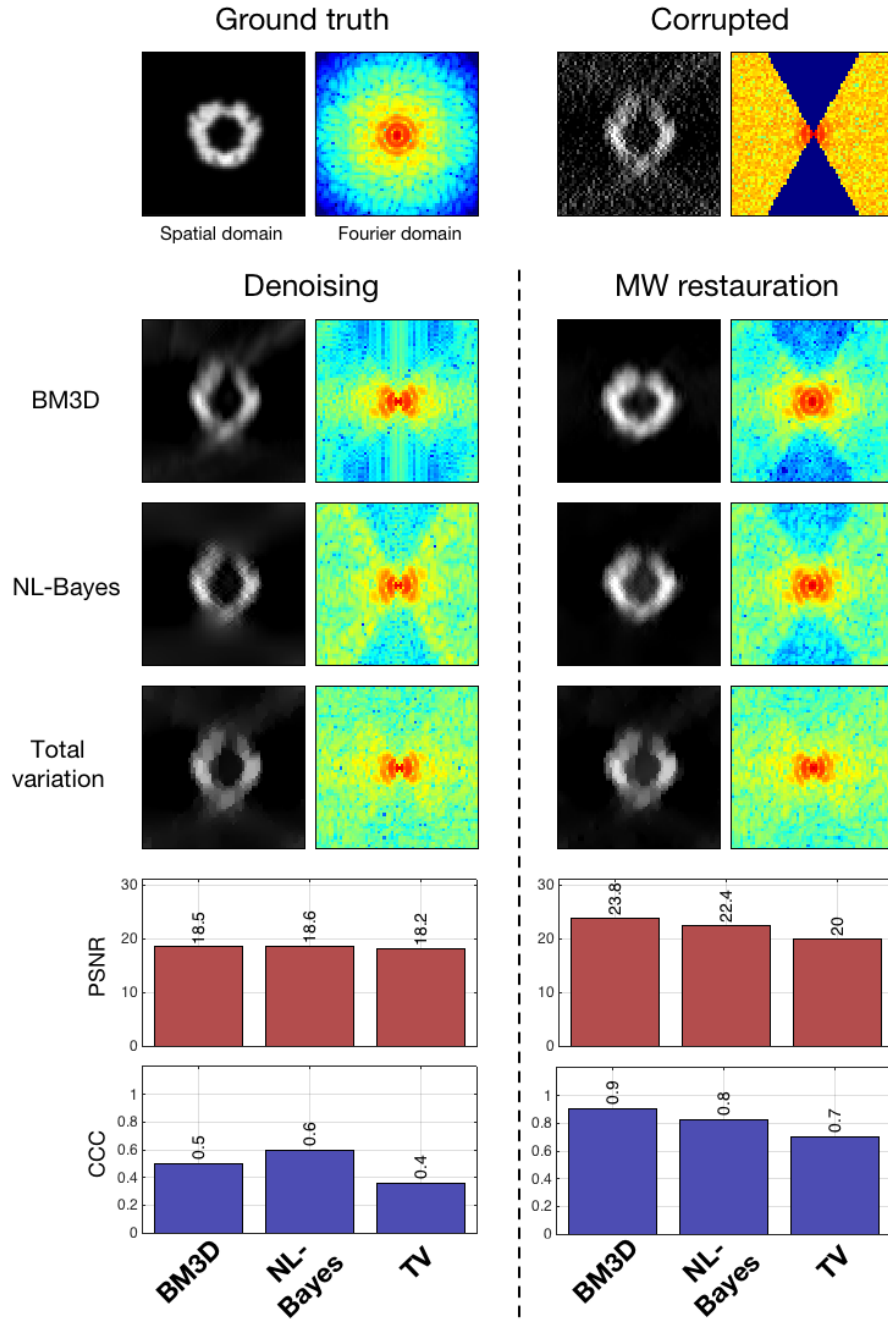 Ground truth
Corrupted
Spatial domain
Fourier domain
Denoising
MW restauration
BM3D
NL-Bayes
Total
variation
PSNR
30
20
10
0
18.5
18.6
18.2
30
20
10
0
23.8
22.4
20
CCC
1
0.8
0.6
0.4
0.2
0
0.5
0.6
0.4
1
0.8
0.6
0.4
0.2
0
0.9
0.8
0.7
BM3D
NL-
Bayes
TV
BM3D
NL-
Bayes
TV